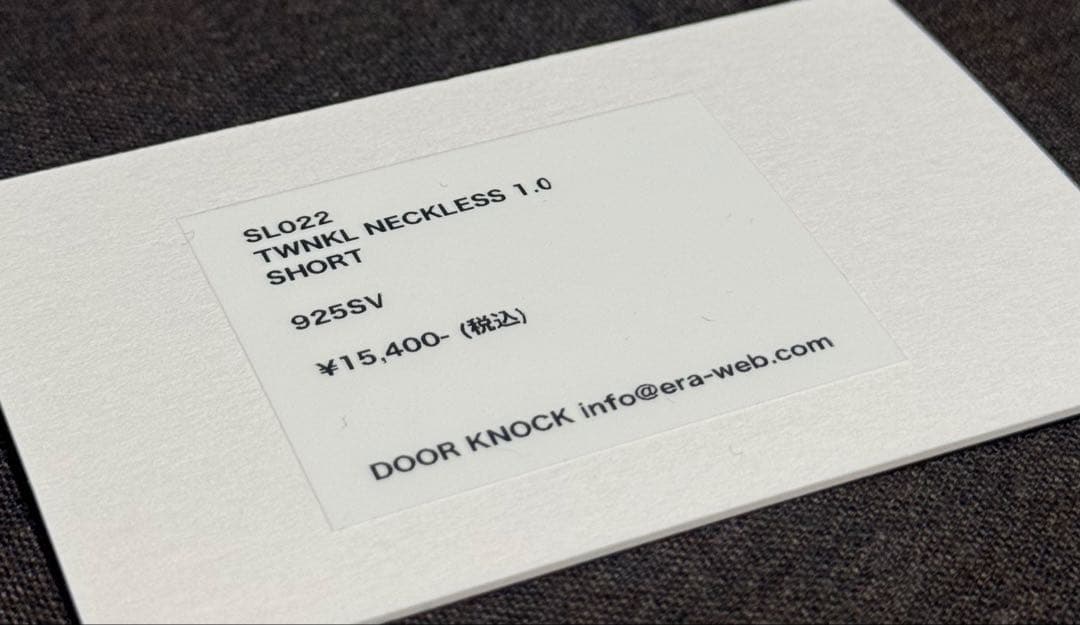 SL022
TWNKL NECKLESS 1.0
SHORT
925SV
¥15,400- (税込)
DOOR KNOCK info@era-web.com